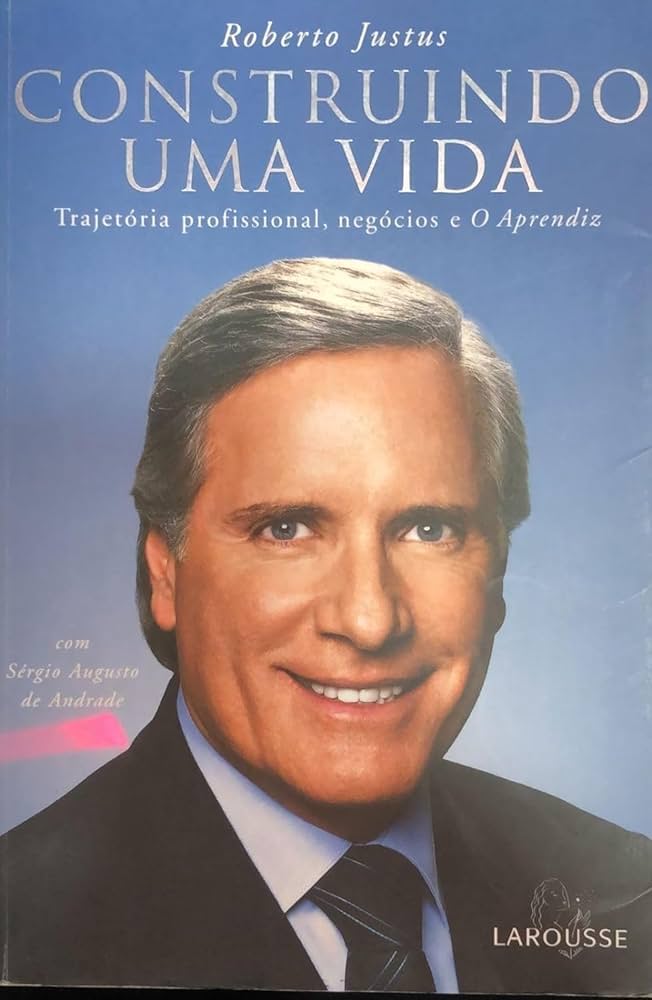 Roberto Justus
CONSTRUINDO
UMA VIDA
Trajetória profissional, negócios e O Aprendiz
com
Sérgio Augusto
de Andrade
LAROUSSE